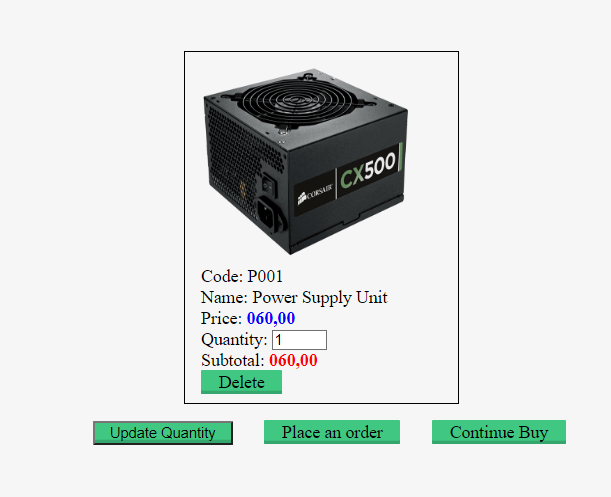 CORSAIR
CX500
Code: P001
Name: Power Supply Unit
Price: 060,00
Quantity: 1
Subtotal: 060,00
Delete
Update Quantity
Place an order
Continue Buy